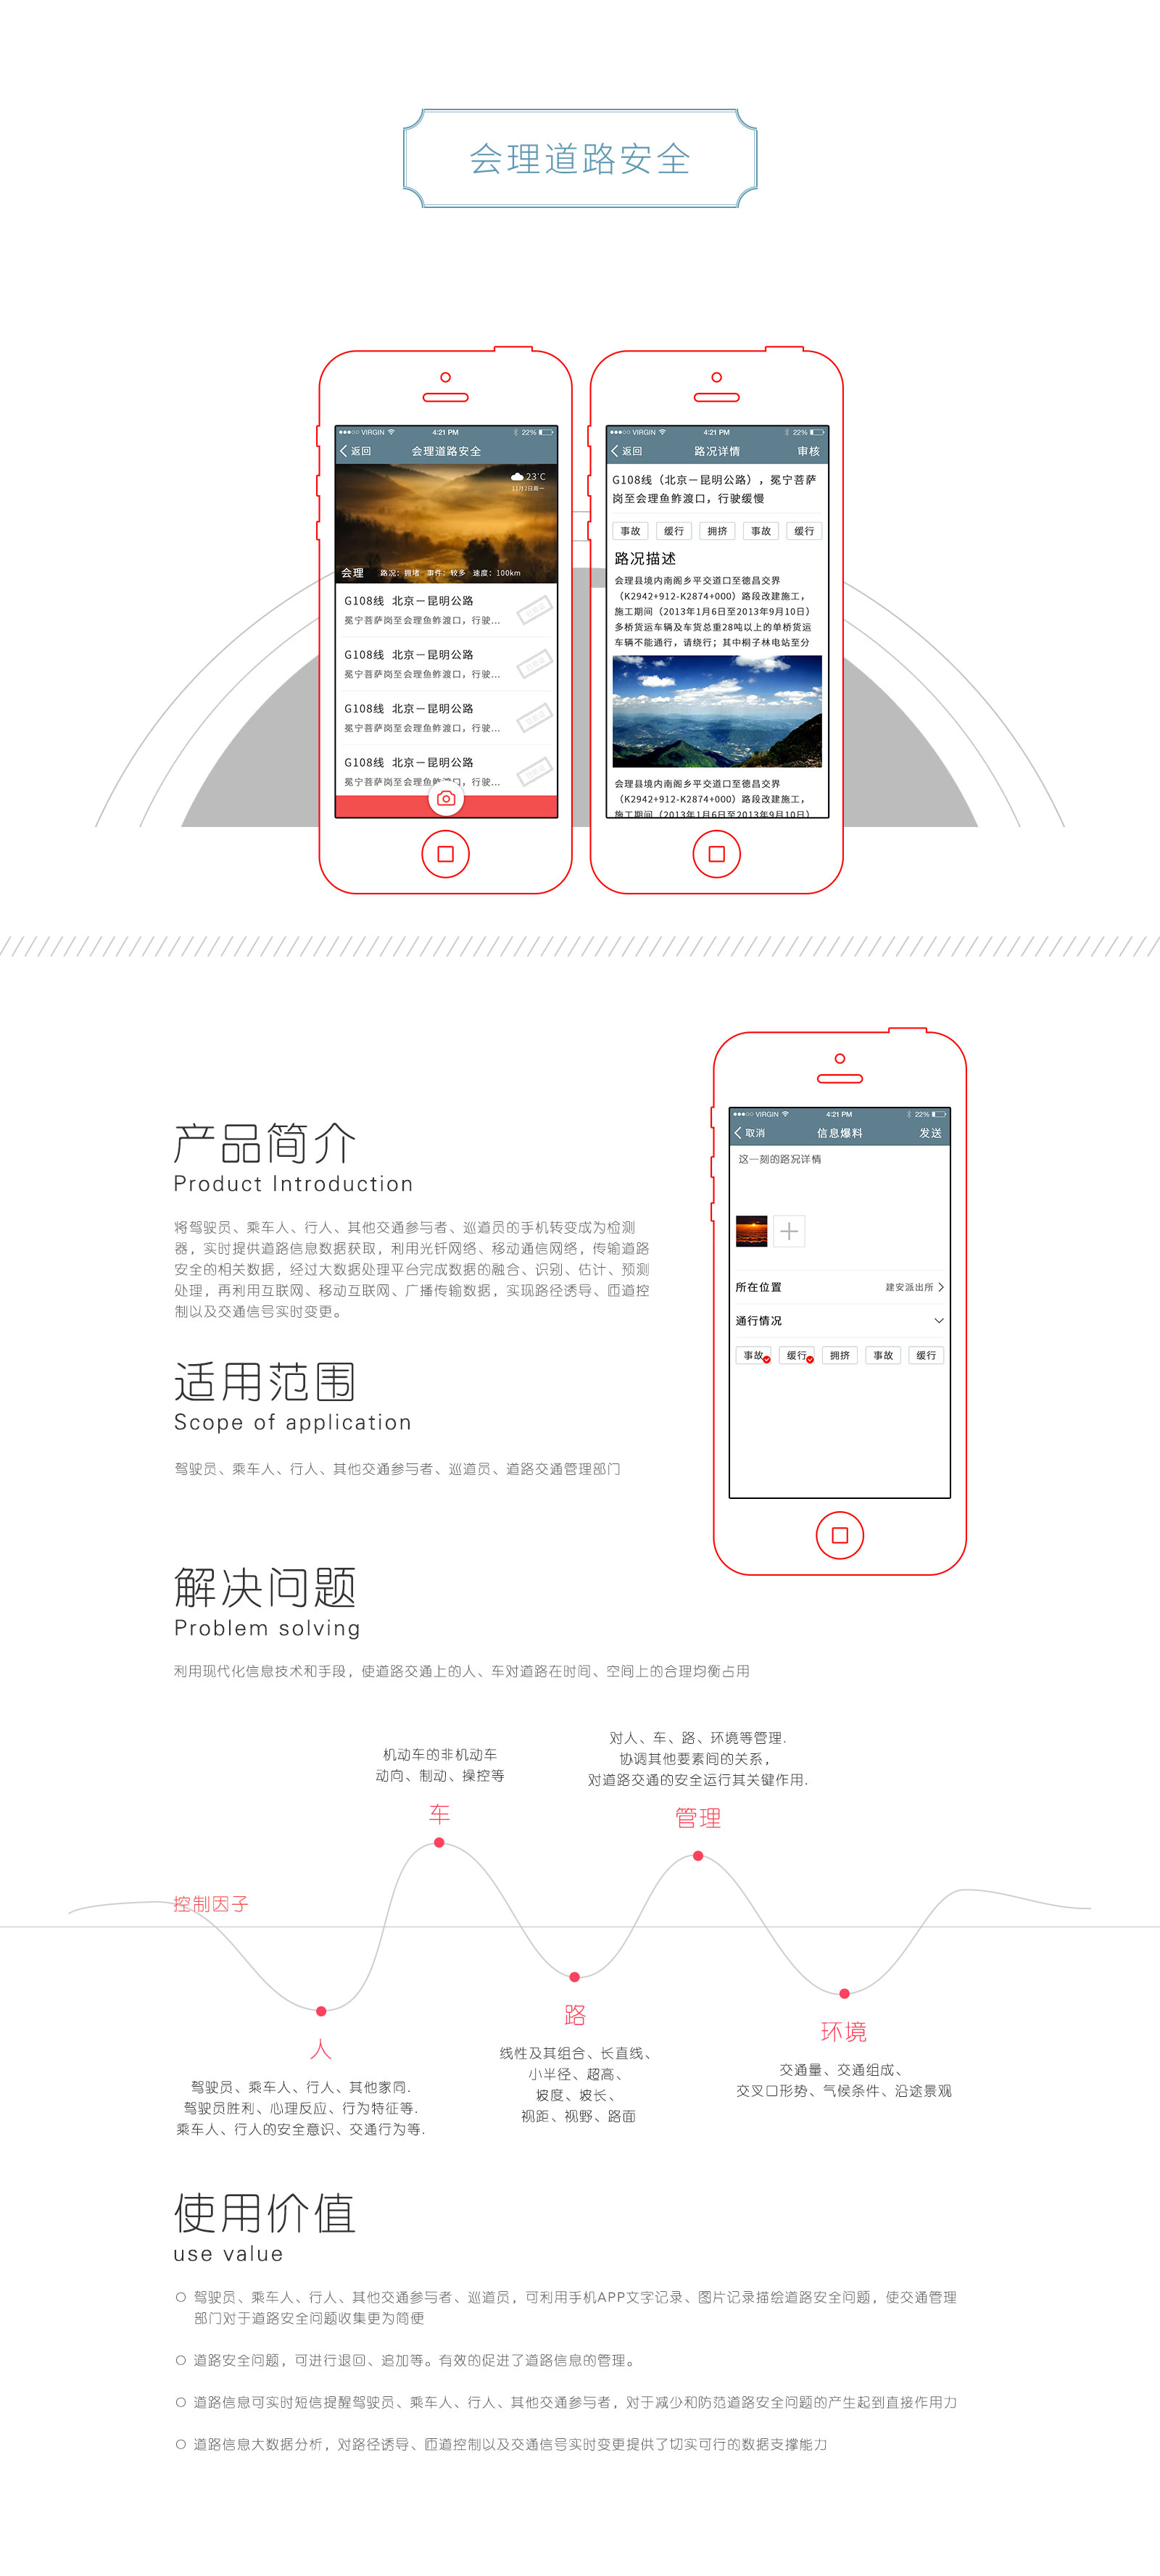 会理道路安全
VIRGIN 4:21 PM 22%
返回 会理道路安全
23°C
11月2日周一
会理 路况：拥堵 事件：较多 速度：100km
G108线 北京—昆明公路
冕宁菩萨岗至会理鱼鲊渡口，行驶...
G108线 北京—昆明公路
冕宁菩萨岗至会理鱼鲊渡口，行驶...
G108线 北京—昆明公路
冕宁菩萨岗至会理鱼鲊渡口，行驶...
G108线 北京—昆明公路
冕宁菩萨岗至会理鱼鲊渡口，行驶...
VIRGIN 4:21 PM 22%
返回 路况详情 审核
G108线（北京—昆明公路），冕宁菩萨
岗至会理鱼鲊渡口，行驶缓慢
事故 缓行 拥挤 事故 缓行
路况描述
会理县境内南阁乡平交道口至德昌交界
（K2942+912-K2874+000）路段改建施工，
施工期间（2013年1月6日至2013年9月10日）
多桥货运车辆及车货总重28吨以上的单桥货运
车辆不能通行，请绕行；其中桐子林电站至分
会理县境内南阁乡平交道口至德昌交界
（K2942+912-K2874+000）路段改建施工，
施工期间（2013年1月6日至2013年9月10日）
VIRGIN 4:21 PM 22%
取消 信息爆料 发送
这一刻的路况详情
所在位置 建安派出所
通行情况
事故 缓行 拥挤 事故 缓行
产品简介
Product Introduction
将驾驶员、乘车人、行人、其他交通参与者、巡道员的手机转变成为检测
器，实时提供道路信息数据获取，利用光钎网络、移动通信网络，传输道路
安全的相关数据，经过大数据处理平台完成数据的融合、识别、估计、预测
处理，再利用互联网、移动互联网、广播传输数据，实现路径诱导、匝道控
制以及交通信号实时变更。
适用范围
Scope of application
驾驶员、乘车人、行人、其他交通参与者、巡道员、道路交通管理部门
解决问题
Problem solving
利用现代化信息技术和手段，使道路交通上的人、车对道路在时间、空间上的合理均衡占用
机动车的非机动车
动向、制动、操控等
车
对人、车、路、环境等管理.
协调其他要素间的关系，
对道路交通的安全运行其关键作用.
管理
控制因子
人
驾驶员、乘车人、行人、其他家同.
驾驶员胜利、心理反应、行为特征等.
乘车人、行人的安全意识、交通行为等.
路
线性及其组合、长直线、
小半径、超高、
坡度、坡长、
视距、视野、路面
环境
交通量、交通组成、
交叉口形势、气候条件、沿途景观
使用价值
use value
驾驶员、乘车人、行人、其他交通参与者、巡道员，可利用手机APP文字记录、图片记录描绘道路安全问题，使交通管理
部门对于道路安全问题收集更为简便
道路安全问题，可进行退回、追加等。有效的促进了道路信息的管理。
道路信息可实时短信提醒驾驶员、乘车人、行人、其他交通参与者，对于减少和防范道路安全问题的产生起到直接作用力
道路信息大数据分析，对路径诱导、匝道控制以及交通信号实时变更提供了切实可行的数据支撑能力